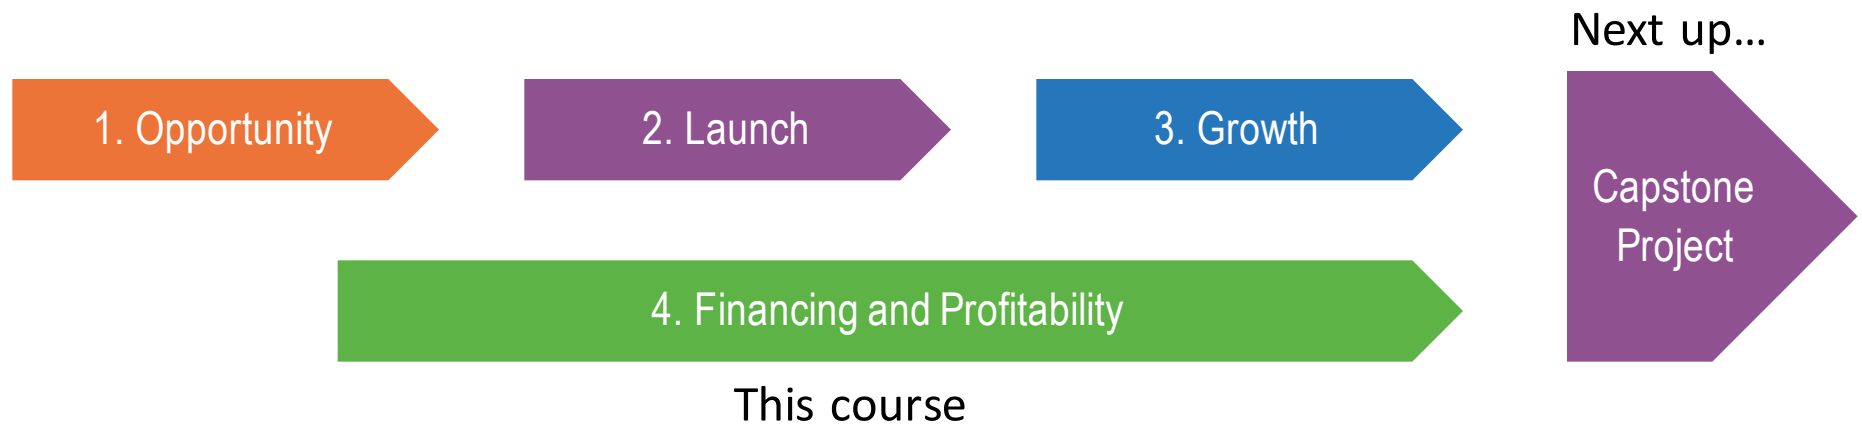 Next up...
1. Opportunity
2. Launch
3. Growth
Capstone
Project
4. Financing and Profitability
This course